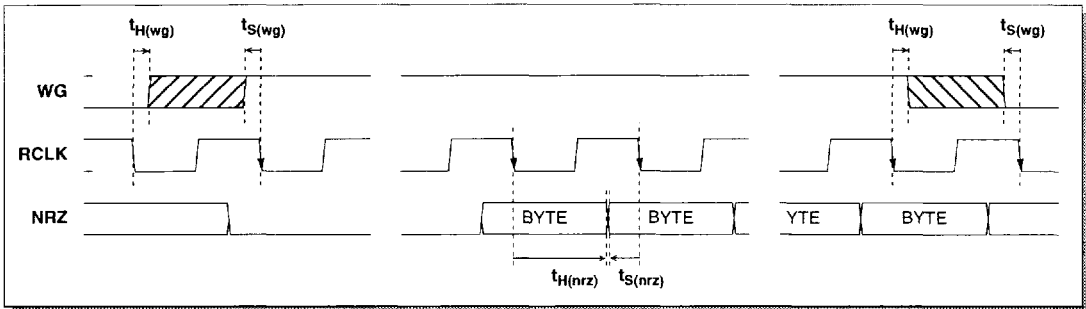 tH(wg) tS(wg) tH(wg) tS(wg)
WG
RCLK
NRZ BYTE BYTE YTE BYTE
tH(nrz) tS(nrz)